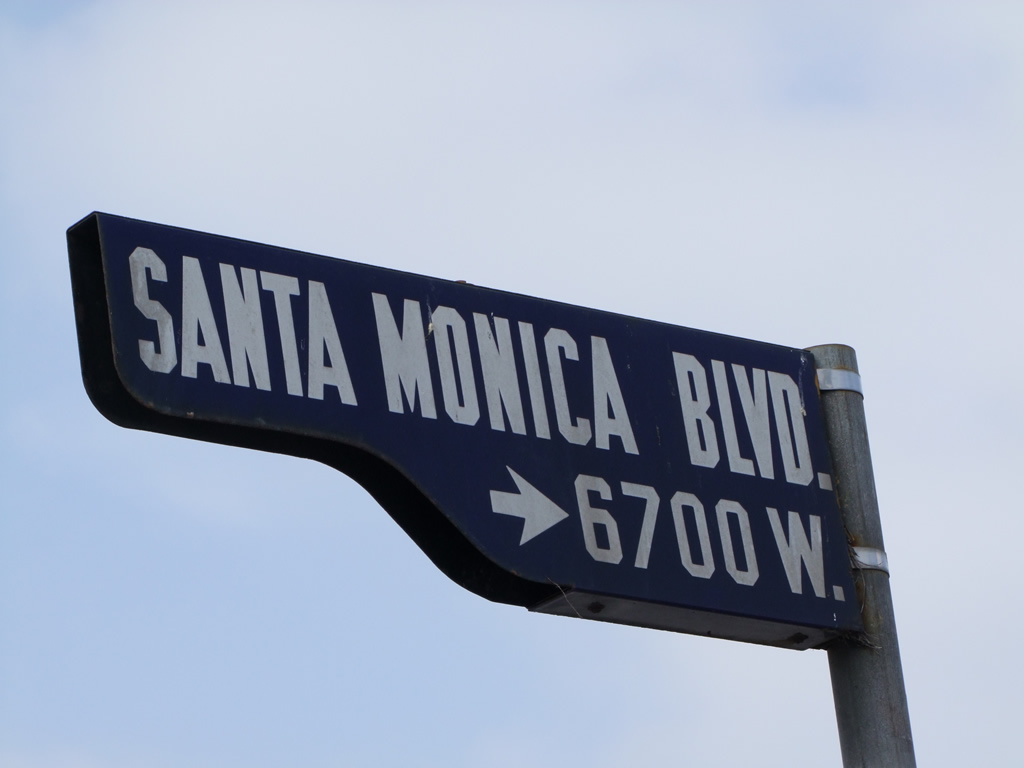 SANTA MONICA BLVD.
→ 6700 W.